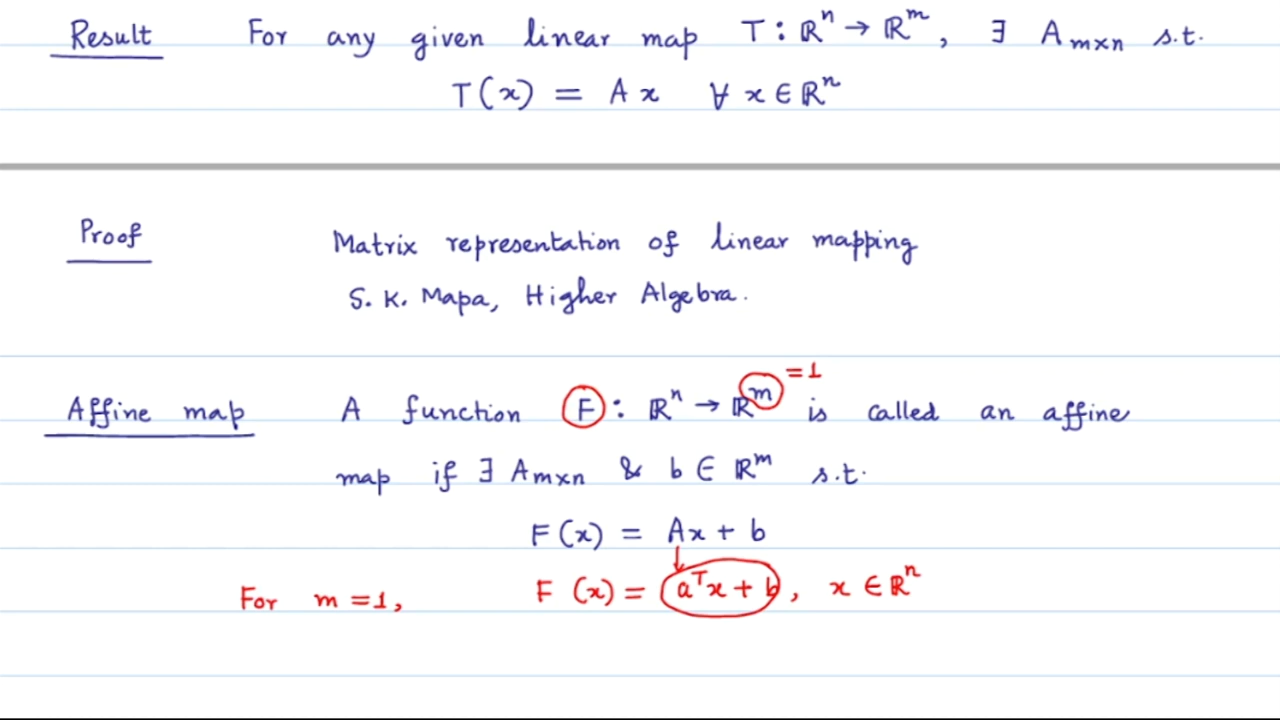 Result For any given linear map T : ℝⁿ → ℝᵐ, ∃ Aₘₓₙ s.t.
T(x) = Ax ∀ x ∈ ℝⁿ
Proof Matrix representation of linear mapping
S. K. Mapa, Higher Algebra.
= 1
Affine map A function F : ℝⁿ → ℝᵐ is called an affine
map if ∃ Aₘₓₙ & b ∈ ℝᵐ s.t.
F(x) = Ax + b
↓
For m = 1, F (x) = aᵀx + b, x ∈ ℝⁿ